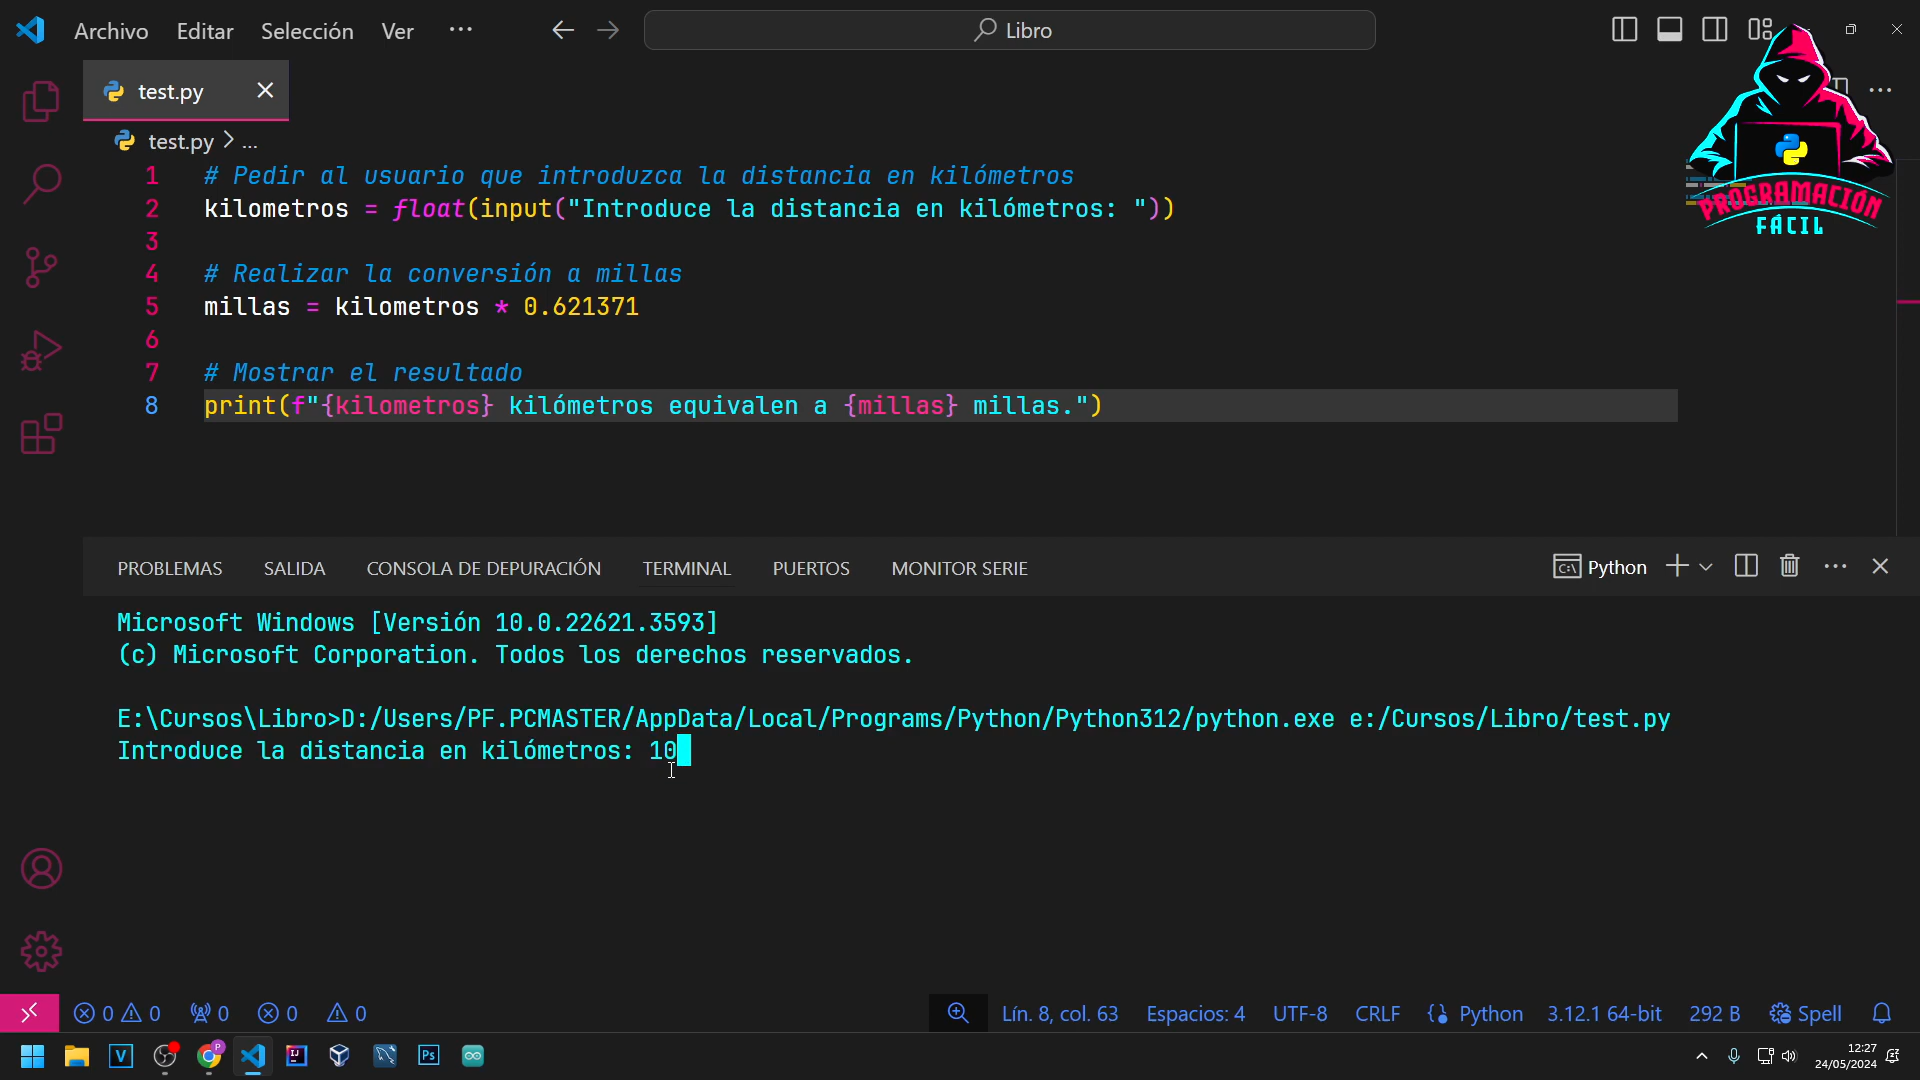 Archivo Editar Selección Ver ··· Libro
test.py
test.py > ...
1 # Pedir al usuario que introduzca la distancia en kilómetros
2 kilometros = float(input("Introduce la distancia en kilómetros: "))
3
4 # Realizar la conversión a millas
5 millas = kilometros * 0.621371
6
7 # Mostrar el resultado
8 print(f"{kilometros} kilómetros equivalen a {millas} millas.")
PROGRAMACIÓN
FÁCIL
PROBLEMAS SALIDA CONSOLA DE DEPURACIÓN TERMINAL PUERTOS MONITOR SERIE Python
Microsoft Windows [Versión 10.0.22621.3593]
(c) Microsoft Corporation. Todos los derechos reservados.
E:\Cursos\Libro>D:/Users/PF.PCMASTER/AppData/Local/Programs/Python/Python312/python.exe e:/Cursos/Libro/test.py
Introduce la distancia en kilómetros: 10
0 0 0 0 0 Lín. 8, col. 63 Espacios: 4 UTF-8 CRLF Python 3.12.1 64-bit 292 B Spell
V P IJ Ps 12:27
24/05/2024